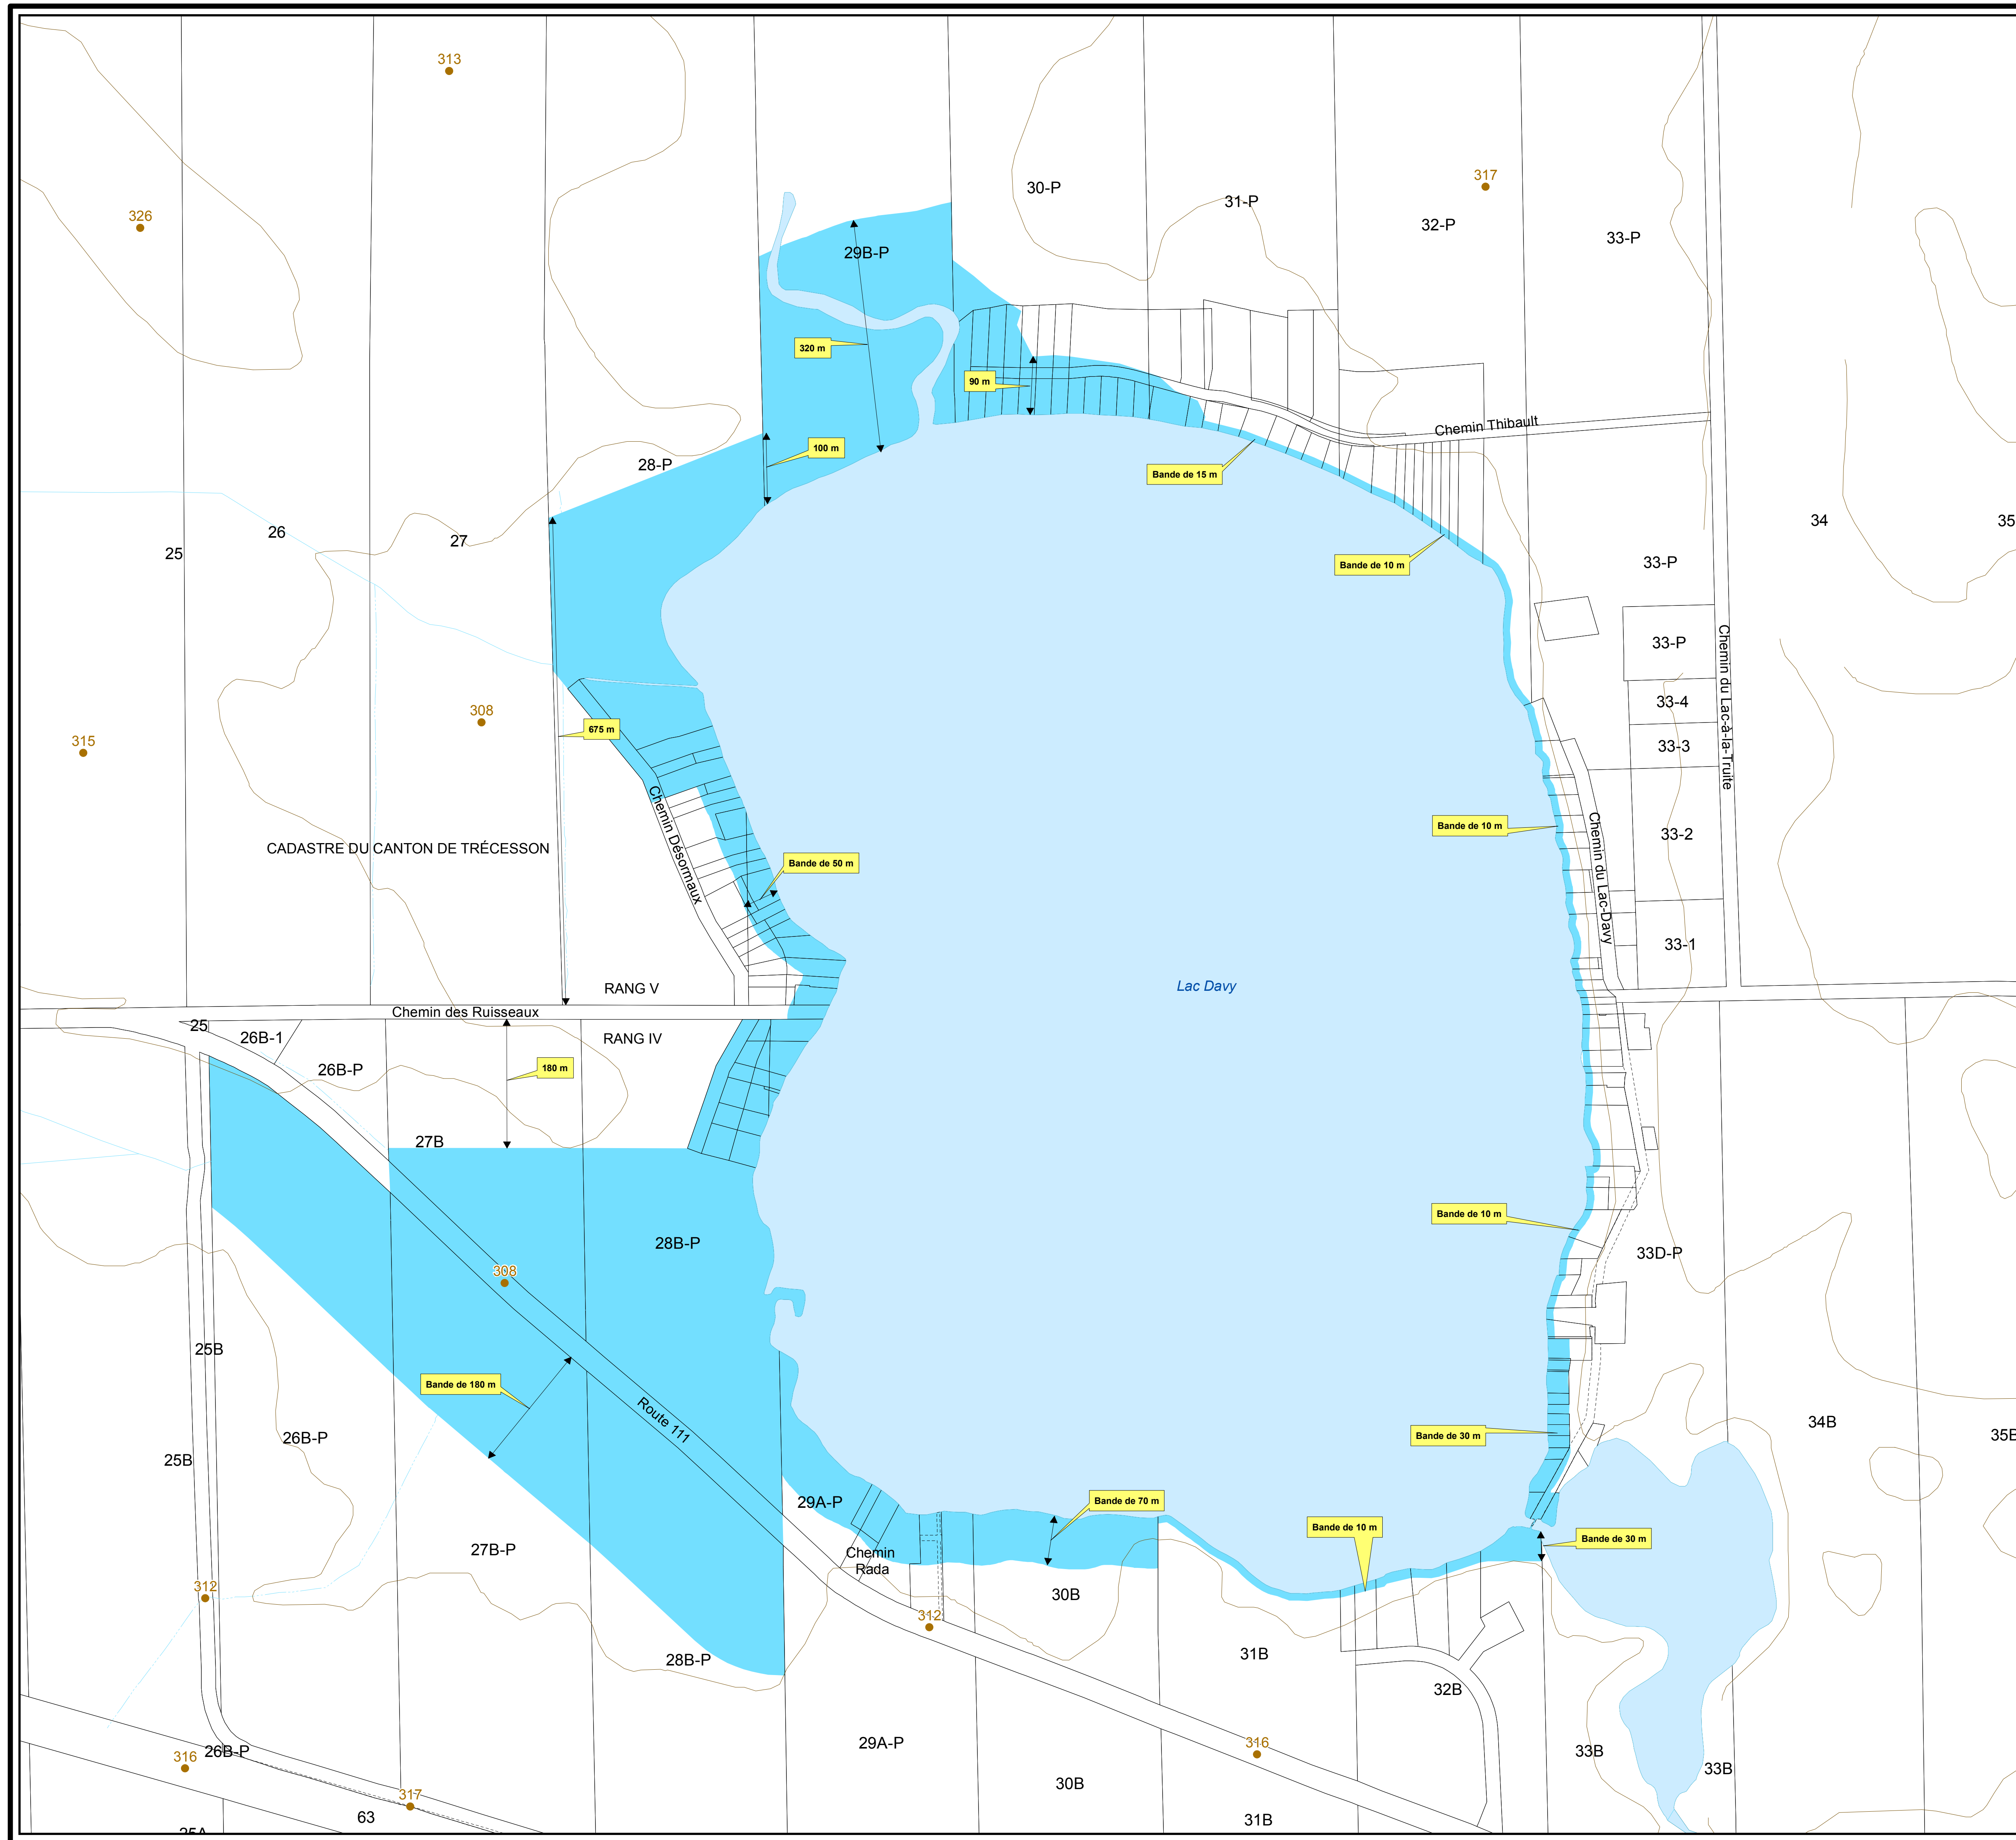 313
317
30-P
31-P
326
32-P
33-P
29B-P
320 m
90 m
Chemin Thibault
100 m
28-P
Bande de 15 m
34
35
26
27
25
Bande de 10 m
33-P
33-P
Chemin du Lac-à-la-Truite
33-4
308
675 m
315
33-3
Chemin Désormaux
Bande de 10 m
33-2
CADASTRE DU CANTON DE TRÉCESSON
Bande de 50 m
Chemin du Lac-Davy
33-1
RANG V
Lac Davy
Chemin des Ruisseaux
25
26B-1
RANG IV
26B-P
180 m
27B
Bande de 10 m
28B-P
33D-P
308
25B
Bande de 180 m
Route 111
34B
26B-P
Bande de 30 m
35B
25B
29A-P
Bande de 70 m
Bande de 10 m
Bande de 30 m
27B-P
Chemin
Rada
312
30B
312
31B
28B-P
32B
29A-P
316
26B-P
33B
316
33B
30B
317
63
31B
25A